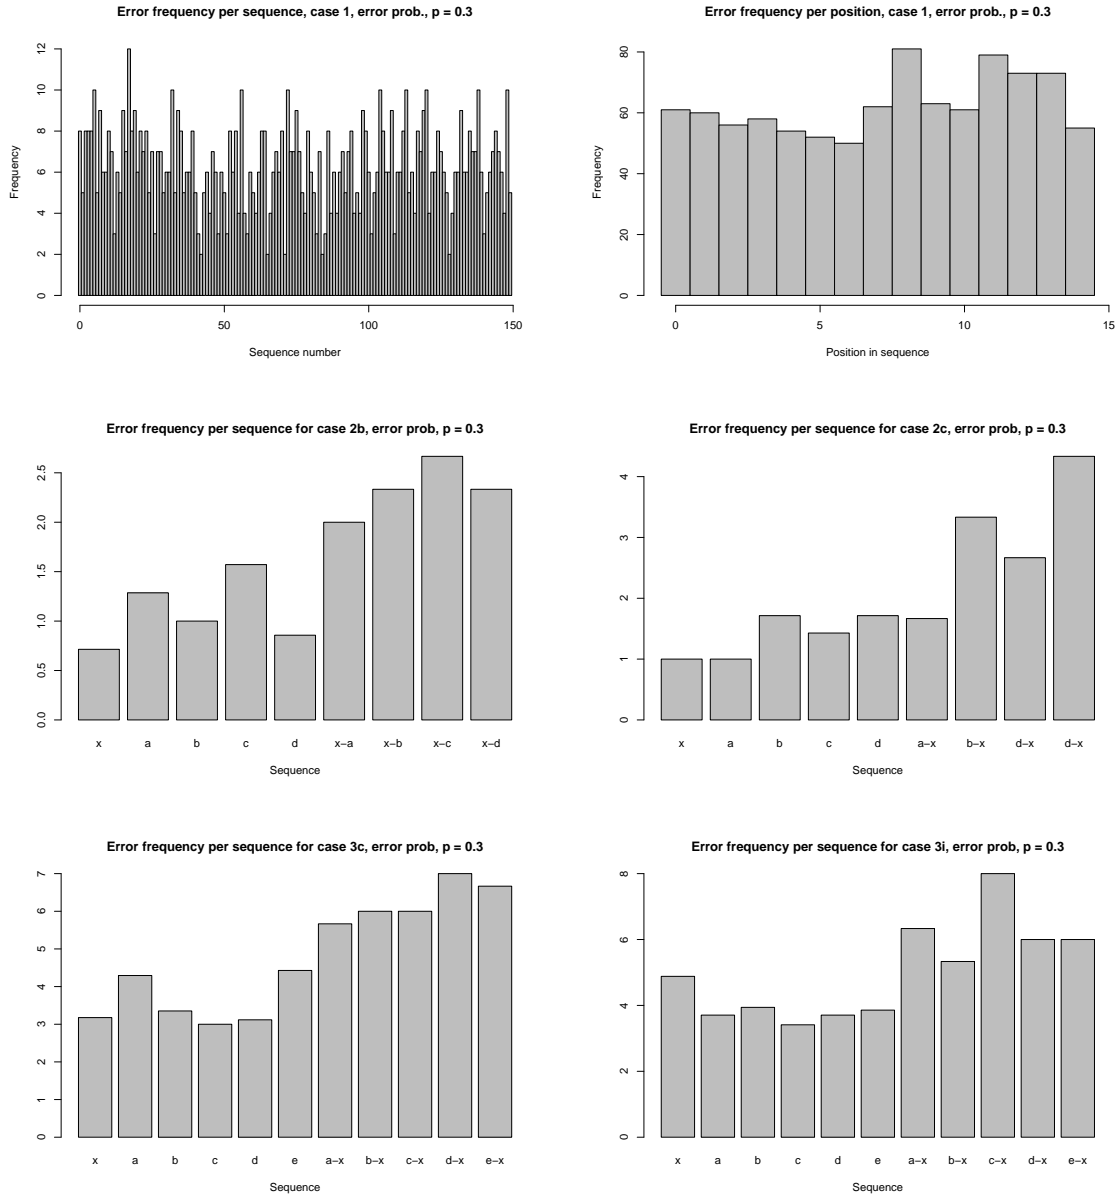 Error frequency per sequence, case 1, error prob., p = 0.3
Frequency
12
10
8
6
4
2
0
0 50 100 150
Sequence number
Error frequency per position, case 1, error prob., p = 0.3
Frequency
80
60
40
20
0
0 5 10 15
Position in sequence
Error frequency per sequence for case 2b, error prob, p = 0.3
2.5
2.0
1.5
1.0
0.5
0.0
x a b c d x−a x−b x−c x−d
Sequence
Error frequency per sequence for case 2c, error prob, p = 0.3
4
3
2
1
0
x a b c d a−x b−x d−x d−x
Sequence
Error frequency per sequence for case 3c, error prob, p = 0.3
7
6
5
4
3
2
1
0
x a b c d e a−x b−x c−x d−x e−x
Sequence
Error frequency per sequence for case 3i, error prob, p = 0.3
8
6
4
2
0
x a b c d e a−x b−x c−x d−x e−x
Sequence